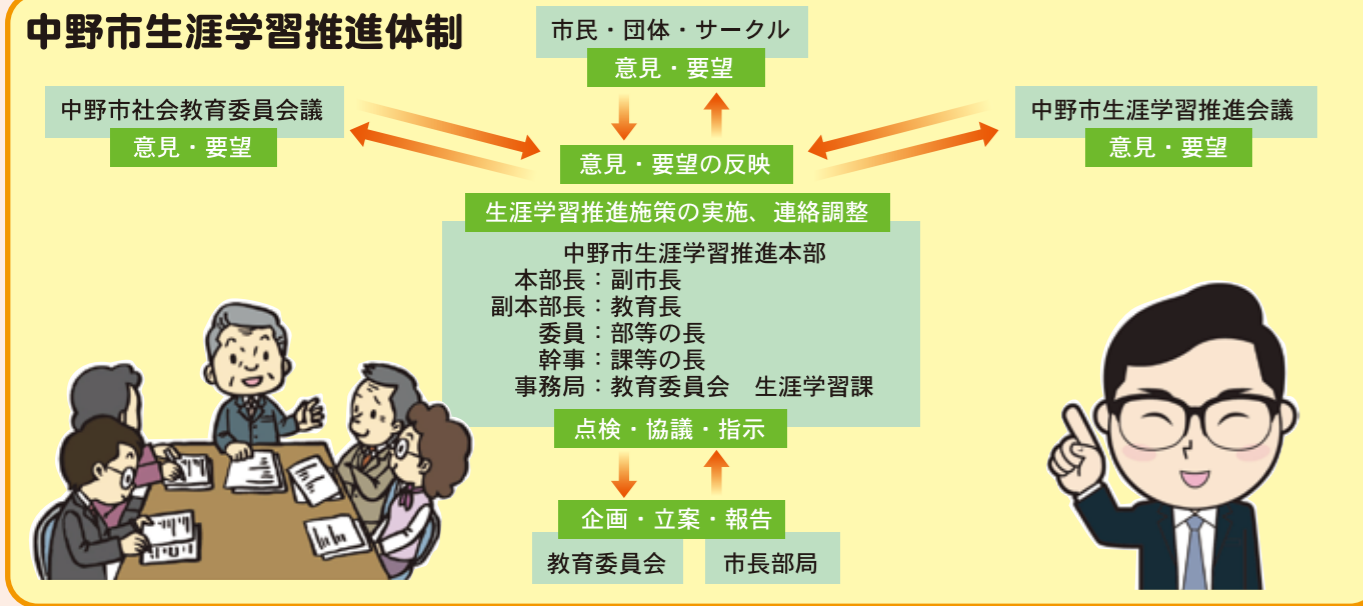 中野市生涯学習推進体制
市民・団体・サークル
意見・要望
中野市社会教育委員会議
意見・要望
中野市生涯学習推進会議
意見・要望
意見・要望の反映
生涯学習推進施策の実施、連絡調整
中野市生涯学習推進本部
本部長：副市長
副本部長：教育長
委員：部等の長
幹事：課等の長
事務局：教育委員会　生涯学習課
点検・協議・指示
企画・立案・報告
教育委員会
市長部局